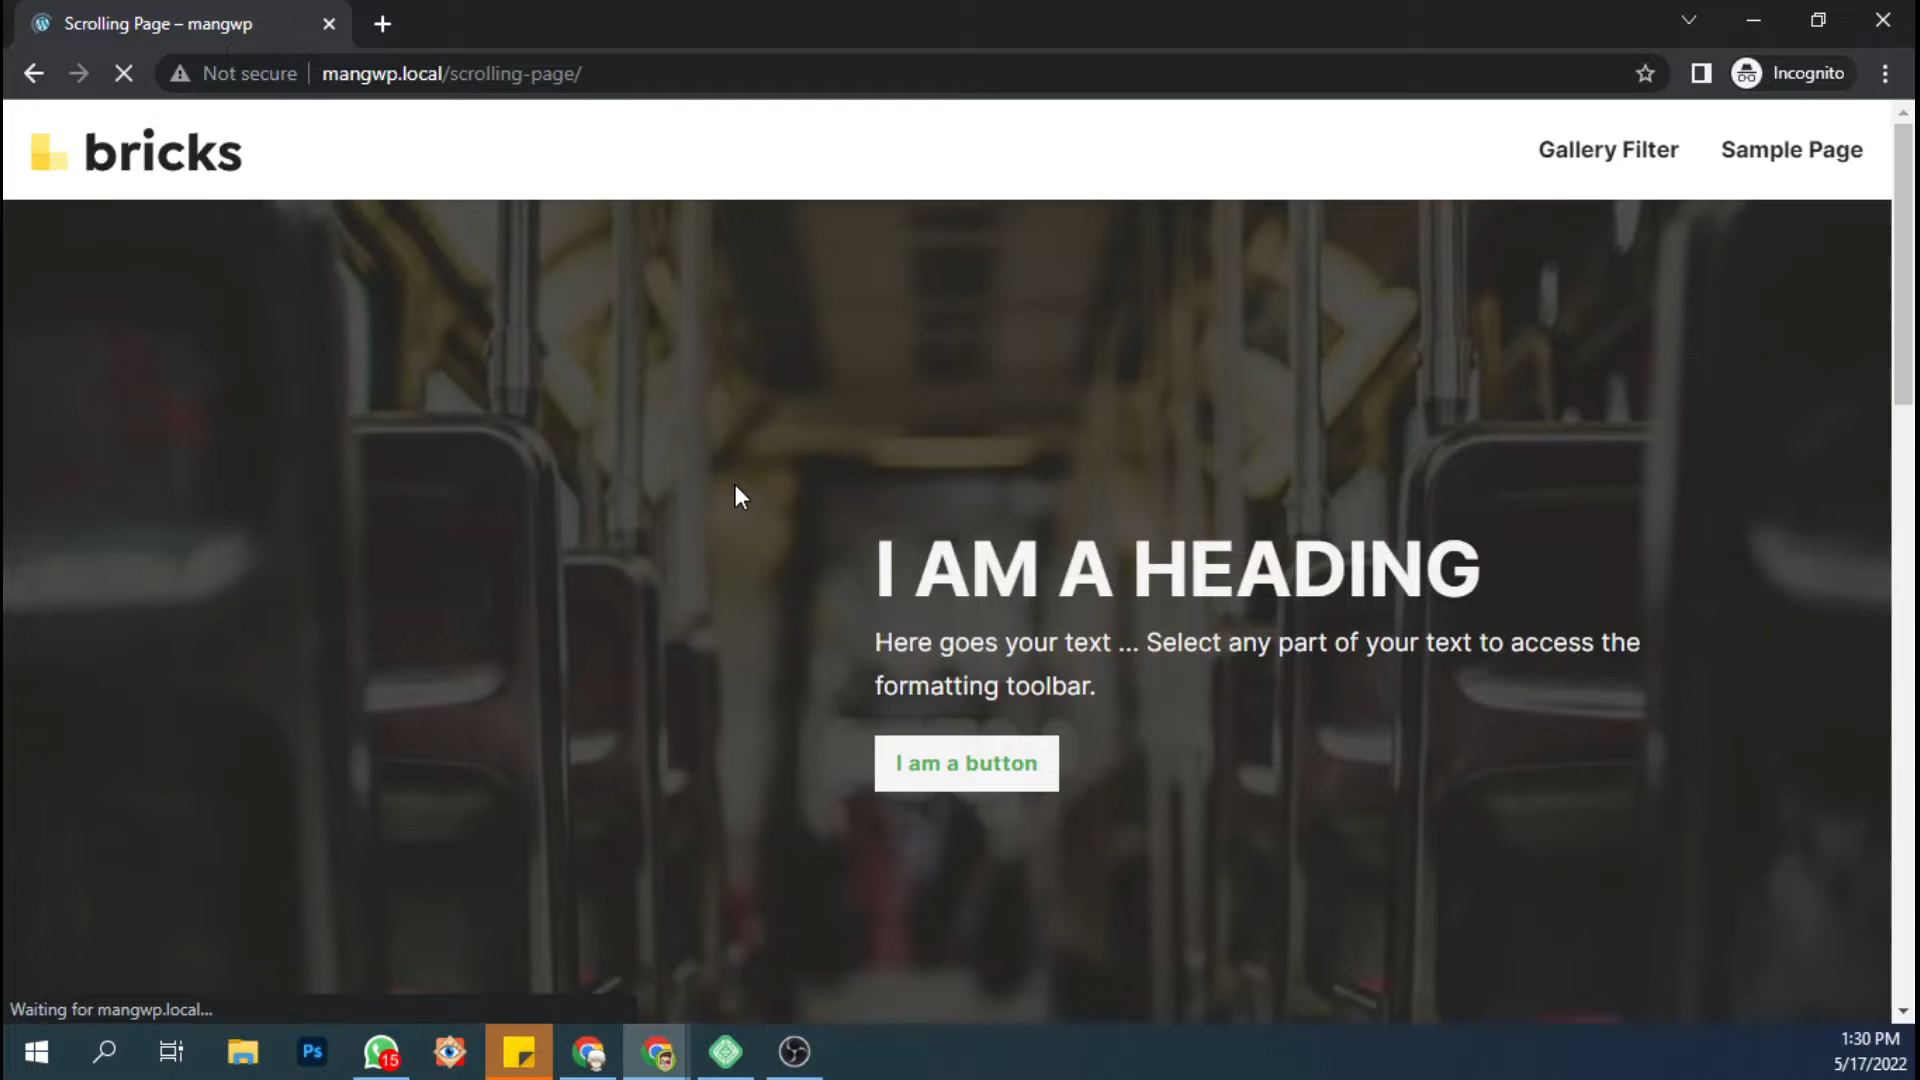 Scrolling Page – mangwp
Not secure mangwp.local/scrolling-page/
Incognito
bricks
Gallery Filter Sample Page
I AM A HEADING
Here goes your text ... Select any part of your text to access the
formatting toolbar.
I am a button
Waiting for mangwp.local...
Ps
15
1:30 PM
5/17/2022